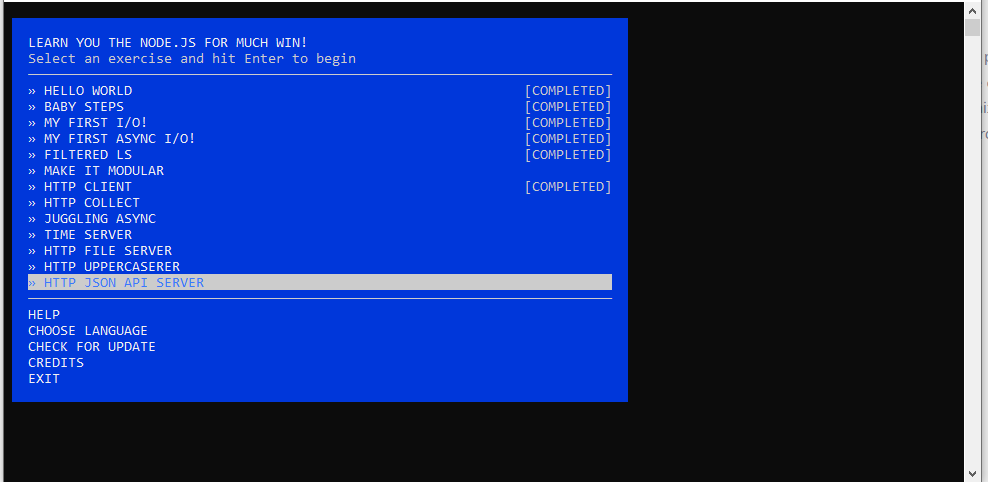 LEARN YOU THE NODE.JS FOR MUCH WIN!
Select an exercise and hit Enter to begin
» HELLO WORLD [COMPLETED]
» BABY STEPS [COMPLETED]
» MY FIRST I/O! [COMPLETED]
» MY FIRST ASYNC I/O! [COMPLETED]
» FILTERED LS [COMPLETED]
» MAKE IT MODULAR
» HTTP CLIENT [COMPLETED]
» HTTP COLLECT
» JUGGLING ASYNC
» TIME SERVER
» HTTP FILE SERVER
» HTTP UPPERCASERER
» HTTP JSON API SERVER
HELP
CHOOSE LANGUAGE
CHECK FOR UPDATE
CREDITS
EXIT